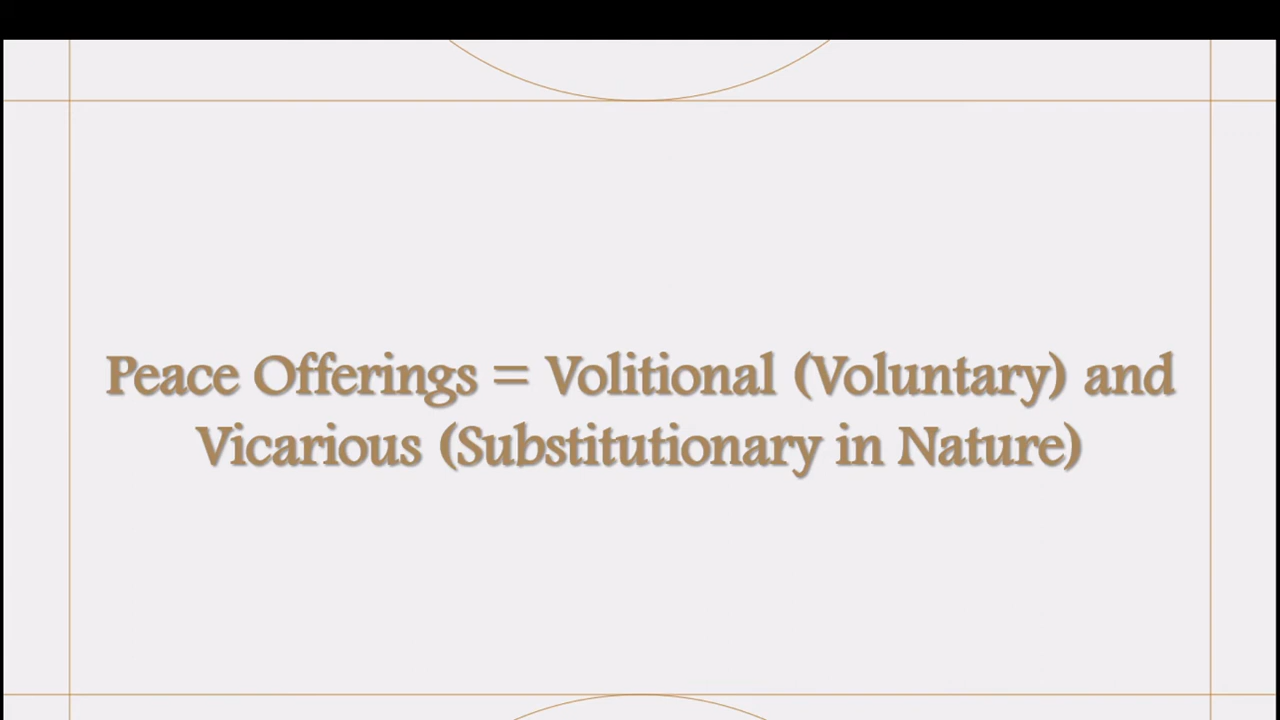 Peace Offerings = Volitional (Voluntary) and
Vicarious (Substitutionary in Nature)